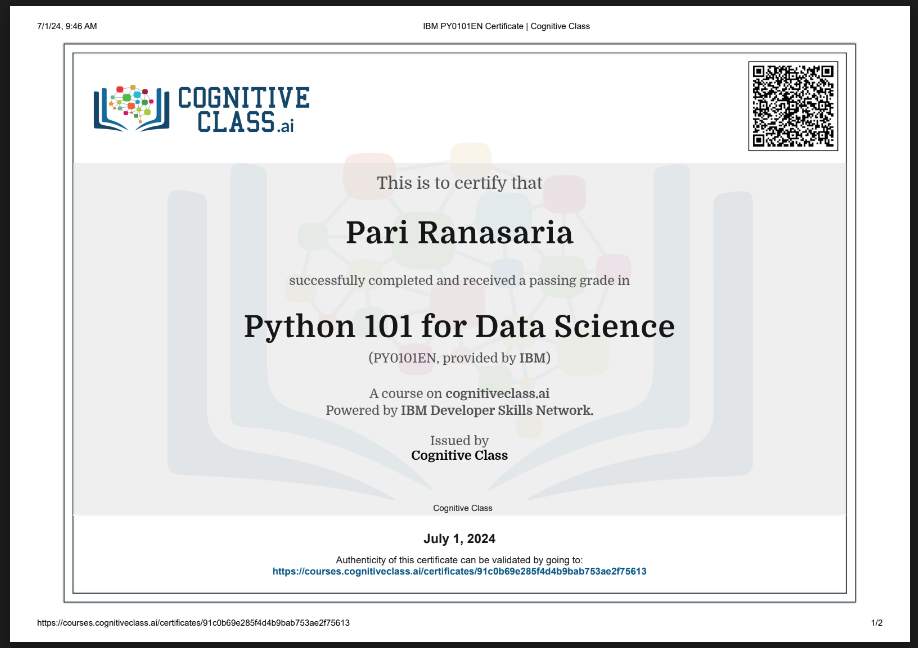 7/1/24, 9:46 AM
IBM PY0101EN Certificate | Cognitive Class
COGNITIVE
CLASS.ai
This is to certify that
Pari Ranasaria
successfully completed and received a passing grade in
Python 101 for Data Science
(PY0101EN, provided by IBM)
A course on cognitiveclass.ai
Powered by IBM Developer Skills Network.
Issued by
Cognitive Class
Cognitive Class
July 1, 2024
Authenticity of this certificate can be validated by going to:
https://courses.cognitiveclass.ai/certificates/91c0b69e285f4d4b9bab753ae2f75613
https://courses.cognitiveclass.ai/certificates/91c0b69e285f4d4b9bab753ae2f75613
1/2